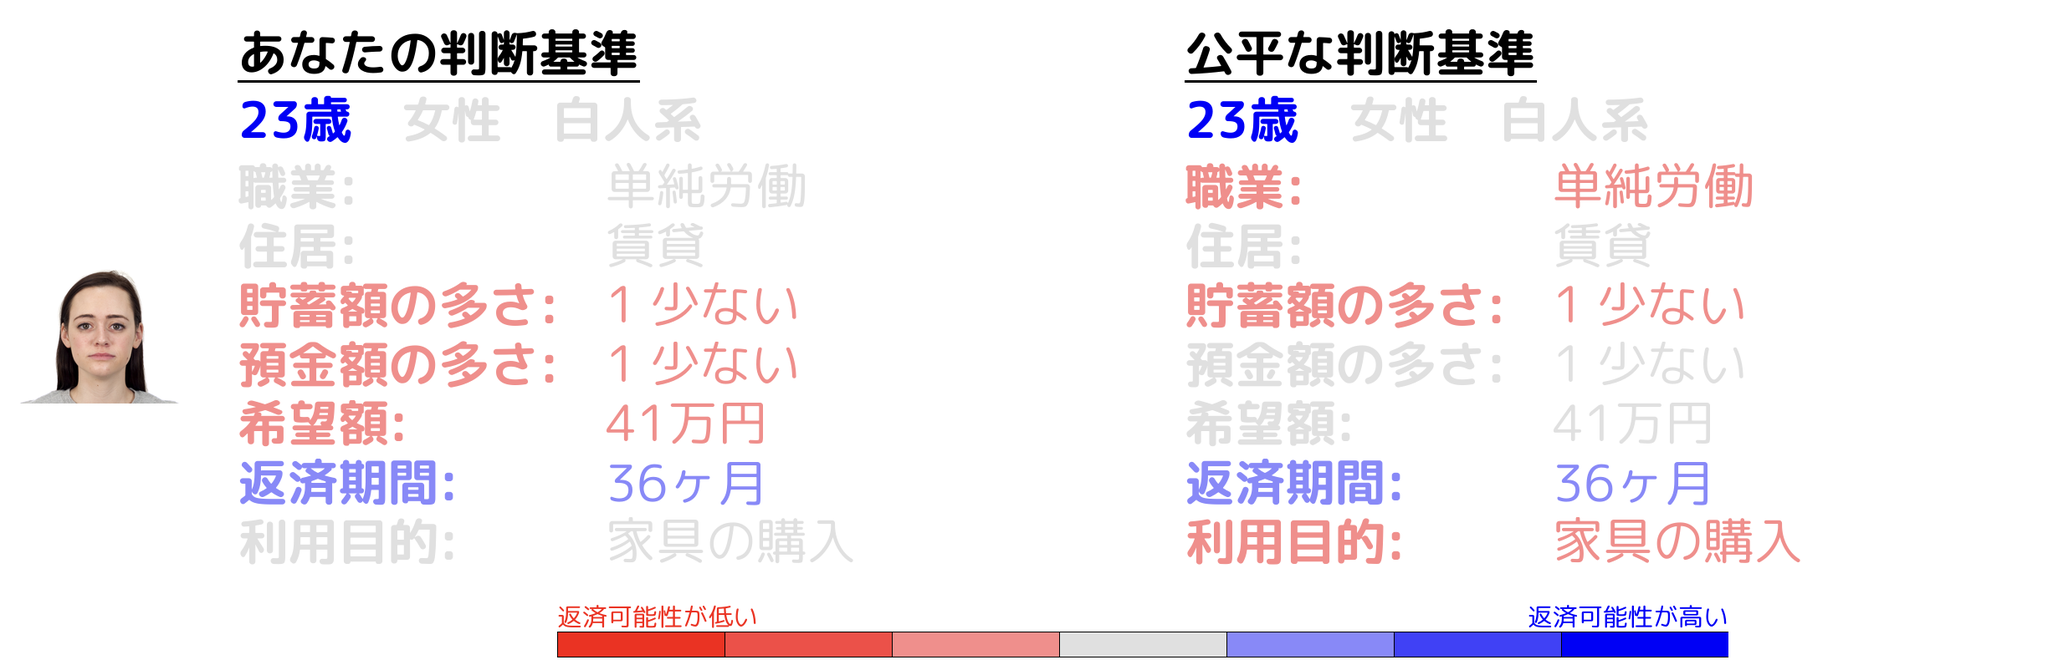 あなたの判断基準
23歳 女性 白人系
職業: 単純労働
住居: 賃貸
貯蓄額の多さ: 1 少ない
預金額の多さ: 1 少ない
希望額: 41万円
返済期間: 36ヶ月
利用目的: 家具の購入
公平な判断基準
23歳 女性 白人系
職業: 単純労働
住居: 賃貸
貯蓄額の多さ: 1 少ない
預金額の多さ: 1 少ない
希望額: 41万円
返済期間: 36ヶ月
利用目的: 家具の購入
返済可能性が低い
返済可能性が高い